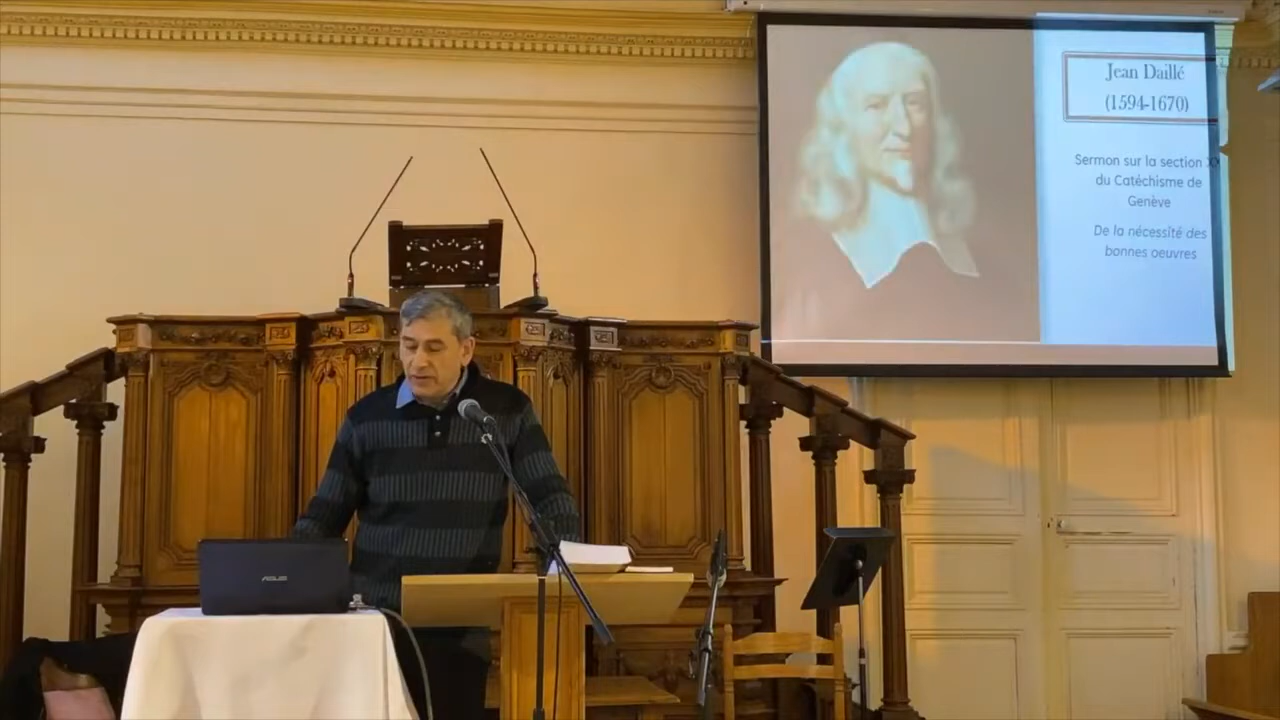 Jean Daillé
(1594-1670)
Sermon sur la section
du Catéchisme de
Genève
De la nécessité des
bonnes oeuvres
ASUS